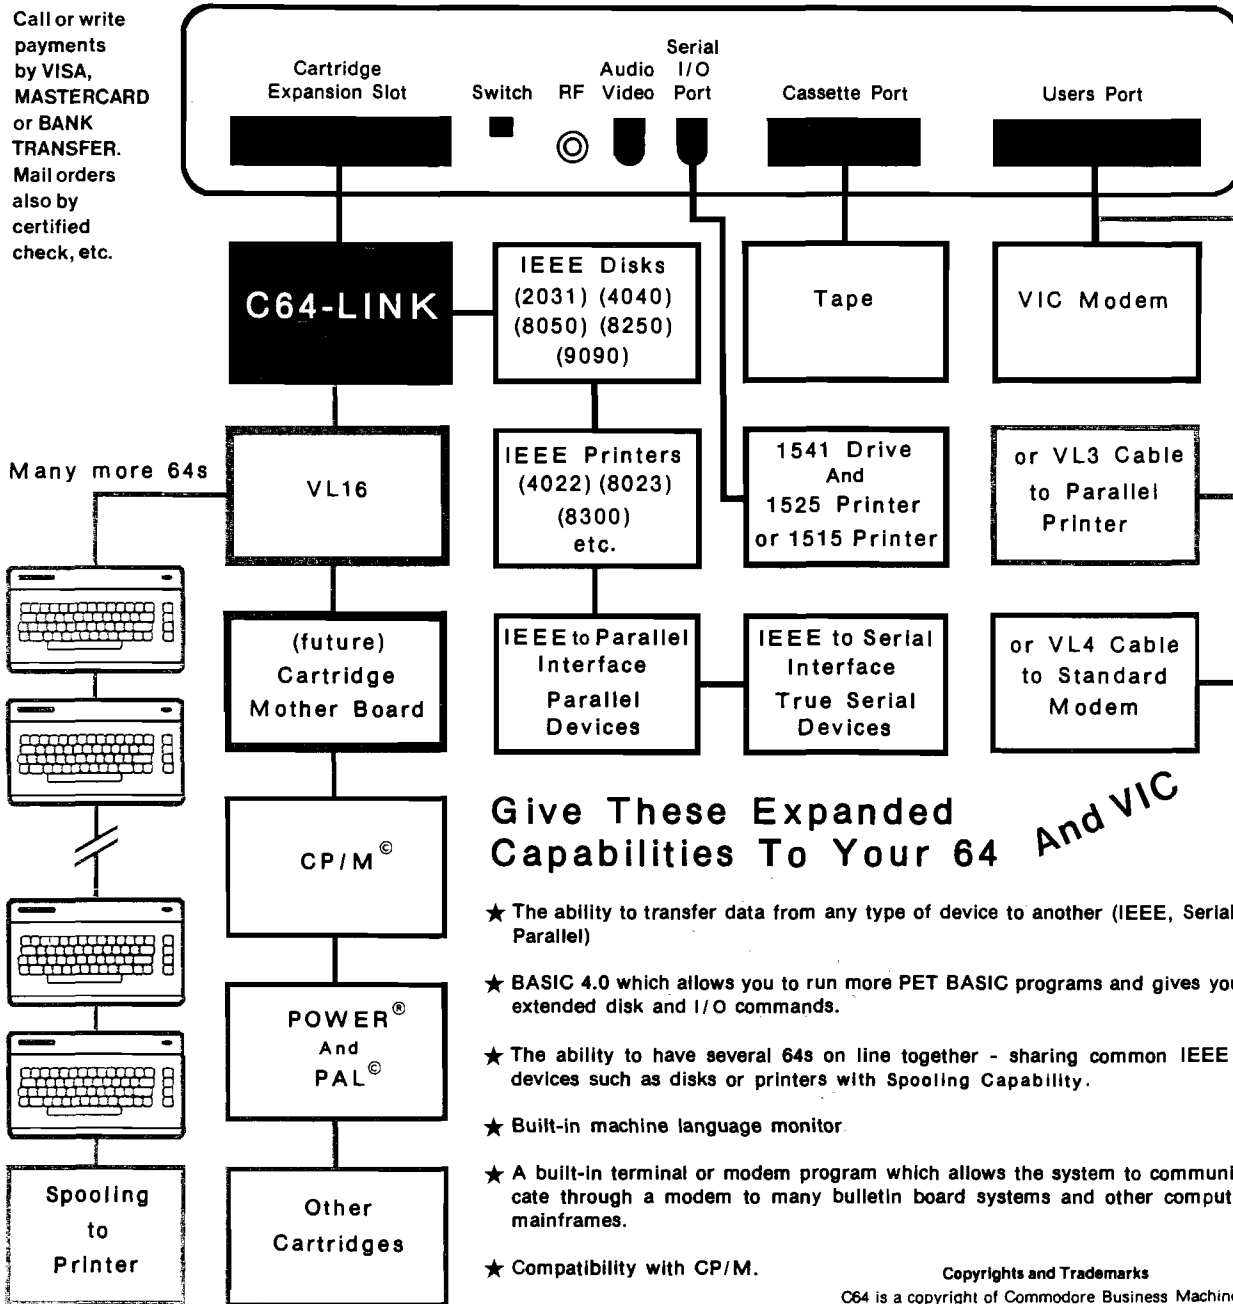 Call or write
payments
by VISA,
MASTERCARD
or BANK
TRANSFER.
Mail orders
also by
certified
check, etc.
Cartridge
Expansion Slot
Switch
RF
Audio
Video
Serial
I/O
Port
Cassette Port
Users Port
C64-LINK
IEEE Disks
(2031) (4040)
(8050) (8250)
(9090)
Tape
VIC Modem
Many more 64s
VL16
IEEE Printers
(4022) (8023)
(8300)
etc.
1541 Drive
And
1525 Printer
or 1515 Printer
or VL3 Cable
to Parallel
Printer
(future)
Cartridge
Mother Board
IEEE to Parallel
Interface
Parallel
Devices
IEEE to Serial
Interface
True Serial
Devices
or VL4 Cable
to Standard
Modem
CP/M©
POWER®
And
PAL©
Other
Cartridges
Spooling
to
Printer
Give These Expanded
Capabilities To Your 64
And VIC
★ The ability to transfer data from any type of device to another (IEEE, Serial
Parallel)
★ BASIC 4.0 which allows you to run more PET BASIC programs and gives you
extended disk and I/O commands.
★ The ability to have several 64s on line together - sharing common IEEE
devices such as disks or printers with Spooling Capability.
★ Built-in machine language monitor
★ A built-in terminal or modem program which allows the system to communi
cate through a modem to many bulletin board systems and other comput
mainframes.
★ Compatibility with CP/M.
Copyrights and Trademarks
C64 is a copyright of Commodore Business Machine